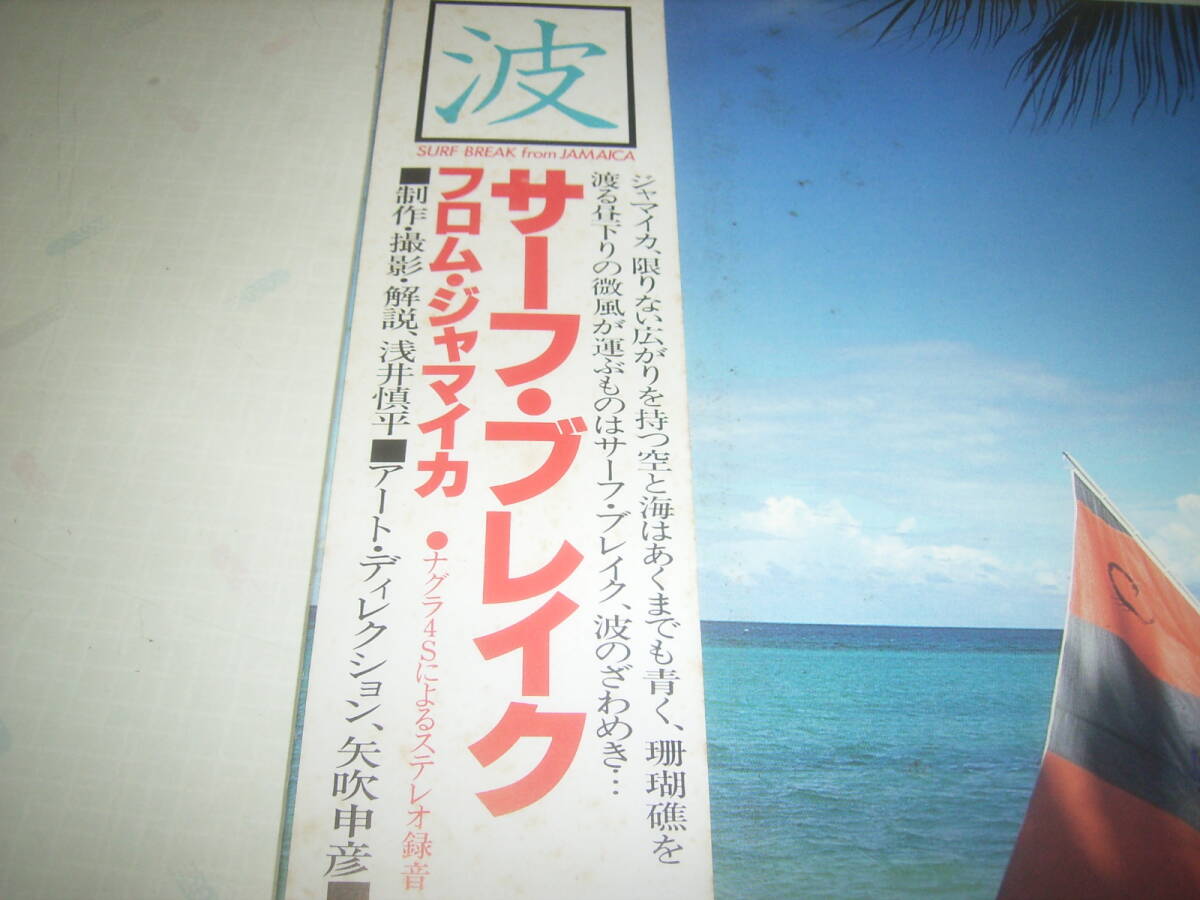 波
SURF BREAK from JAMAICA
ジャマイカ、限りない広がりを持つ空と海はあくまでも青く、珊瑚礁を
渡る昼下りの微風が運ぶものはサーフ・ブレイク、波のざわめき…
サーフ・ブレイク
フロム・ジャマイカ ●ナグラ4Sによるステレオ録音
■制作・撮影・解説、浅井慎平■アート・ディレクション、矢吹申彦■